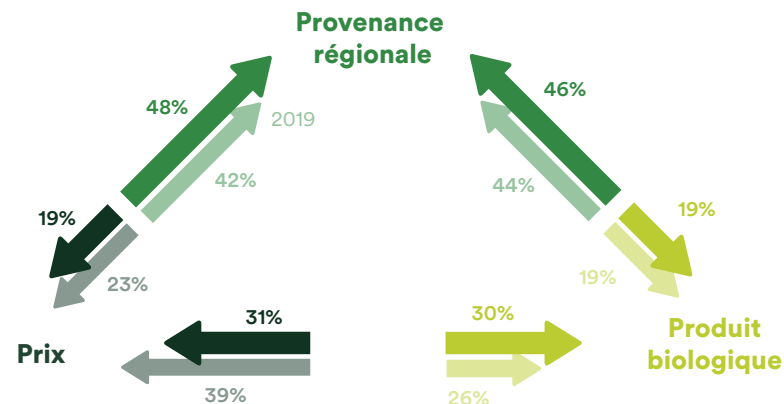 Provenance
régionale
48%
46%
2019
42%
44%
19%
19%
23%
19%
31%
30%
Prix
Produit
biologique
39%
26%